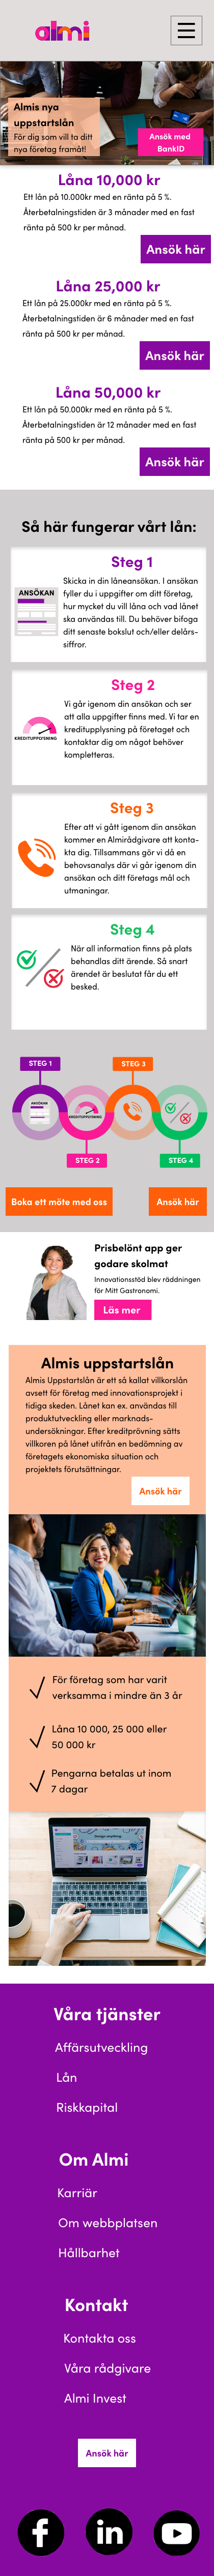 almi
Almis nya
uppstartslån
För dig som vill ta ditt
nya företag framåt!
Ansök med
BankID
Låna 10,000 kr
Ett lån på 10.000kr med en ränta på 5 %.
Återbetalningstiden är 3 månader med en fast
ränta på 500 kr per månad.
Ansök här
Låna 25,000 kr
Ett lån på 25.000kr med en ränta på 5 %.
Återbetalningstiden är 6 månader med en fast
ränta på 500 kr per månad.
Ansök här
Låna 50,000 kr
Ett lån på 50.000kr med en ränta på 5 %.
Återbetalningstiden är 12 månader med en fast
ränta på 500 kr per månad.
Ansök här
Så här fungerar vårt lån:
Steg 1
ANSÖKAN
Skicka in din låneansökan. I ansökan
fyller du i uppgifter om ditt företag,
hur mycket du vill låna och vad lånet
ska användas till. Du behöver bifoga
ditt senaste bokslut och/eller delårs-
siffror.
Steg 2
KREDITUPPLYSNING
Vi går igenom din ansökan och ser
att alla uppgifter finns med. Vi tar en
kreditupplysning på företaget och
kontaktar dig om något behöver
kompletteras.
Steg 3
Efter att vi gått igenom din ansökan
kommer en Almirådgivare att konta-
kta dig. Tillsammans gör vi då en
behovsanalys där vi går igenom din
ansökan och ditt företags mål och
utmaningar.
Steg 4
När all information finns på plats
behandlas ditt ärende. Så snart
ärendet är beslutat får du ett
besked.
STEG 1
STEG 3
ANSÖKAN
KREDITUPPLYSNING
STEG 2
STEG 4
Boka ett möte med oss
Ansök här
Prisbelönt app ger
godare skolmat
Innovationsstöd blev räddningen
för Mitt Gastronomi.
Läs mer
Almis uppstartslån
Almis Uppstartslån är ett så kallat villkorslån
avsett för företag med innovationsprojekt i
tidiga skeden. Lånet kan ex. användas till
produktutveckling eller marknads-
undersökningar. Efter kreditprövning sätts
villkoren på lånet utifrån en bedömning av
företagets ekonomiska situation och
projektets förutsättningar.
Ansök här
För företag som har varit
verksamma i mindre än 3 år
Låna 10 000, 25 000 eller
50 000 kr
Pengarna betalas ut inom
7 dagar
Design anything
Våra tjänster
Affärsutveckling
Lån
Riskkapital
Om Almi
Karriär
Om webbplatsen
Hållbarhet
Kontakt
Kontakta oss
Våra rådgivare
Almi Invest
Ansök här
f
in